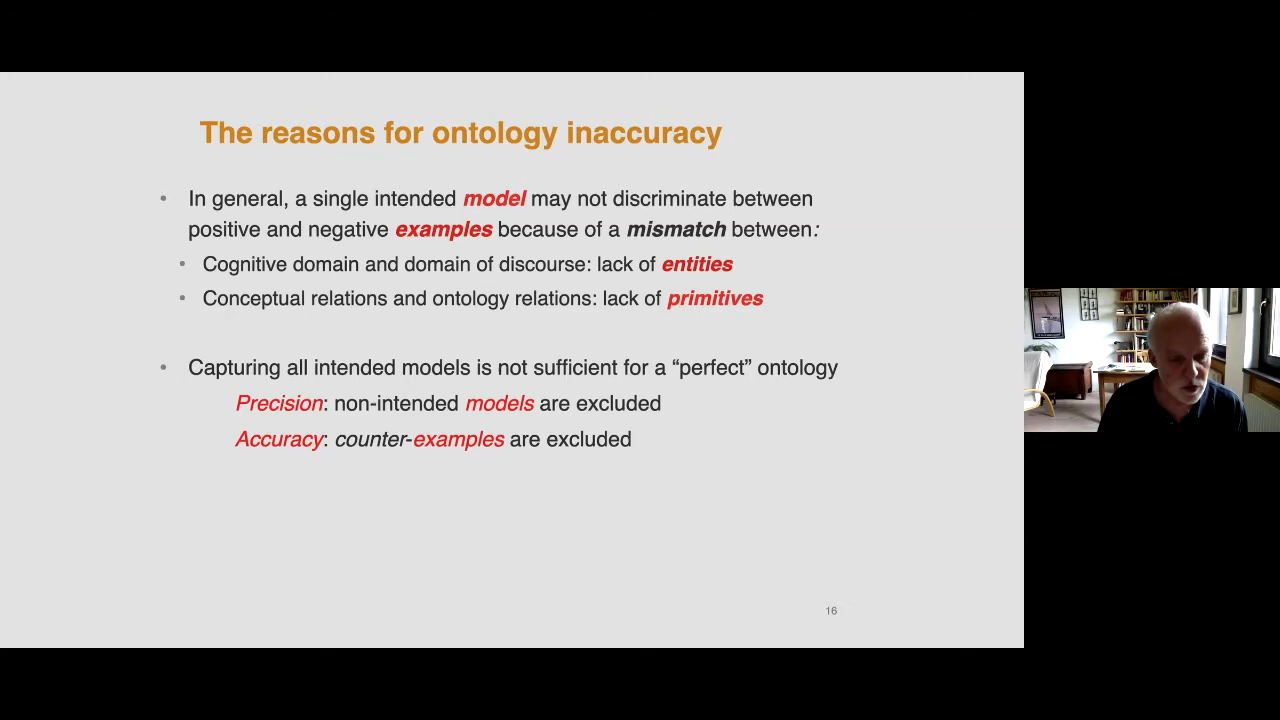 The reasons for ontology inaccuracy
• In general, a single intended model may not discriminate between
positive and negative examples because of a mismatch between:
• Cognitive domain and domain of discourse: lack of entities
• Conceptual relations and ontology relations: lack of primitives
• Capturing all intended models is not sufficient for a “perfect” ontology
Precision: non-intended models are excluded
Accuracy: counter-examples are excluded
16